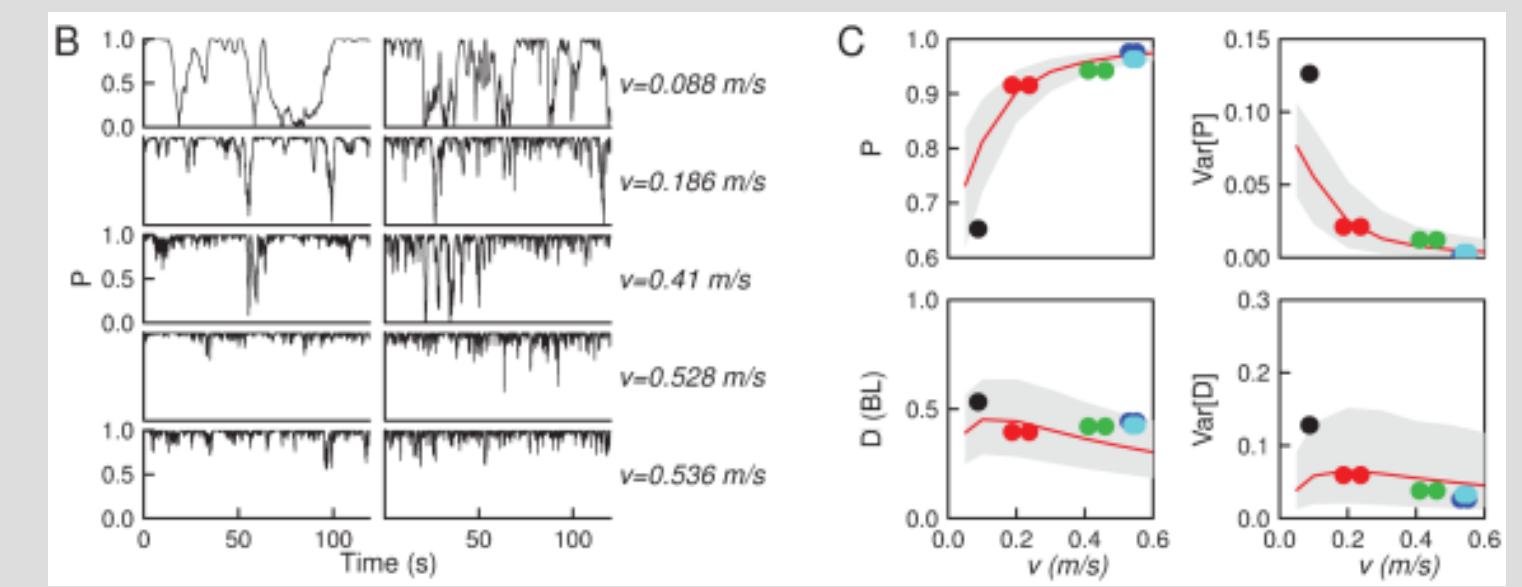 B
1.0
0.5
0.0
v=0.088 m/s
v=0.186 m/s
1.0
0.5
0.0
P
v=0.41 m/s
v=0.528 m/s
1.0
0.5
0.0
v=0.536 m/s
0 50 100 50 100
Time (s)
C
1.0
0.9
0.8
0.7
0.6
P
0.15
0.10
0.05
0.00
Var[P]
1.0
0.5
0.0
D (BL)
0.0 0.2 0.4 0.6
v (m/s)
0.3
0.2
0.1
0.0
Var[D]
0.0 0.2 0.4 0.6
v (m/s)